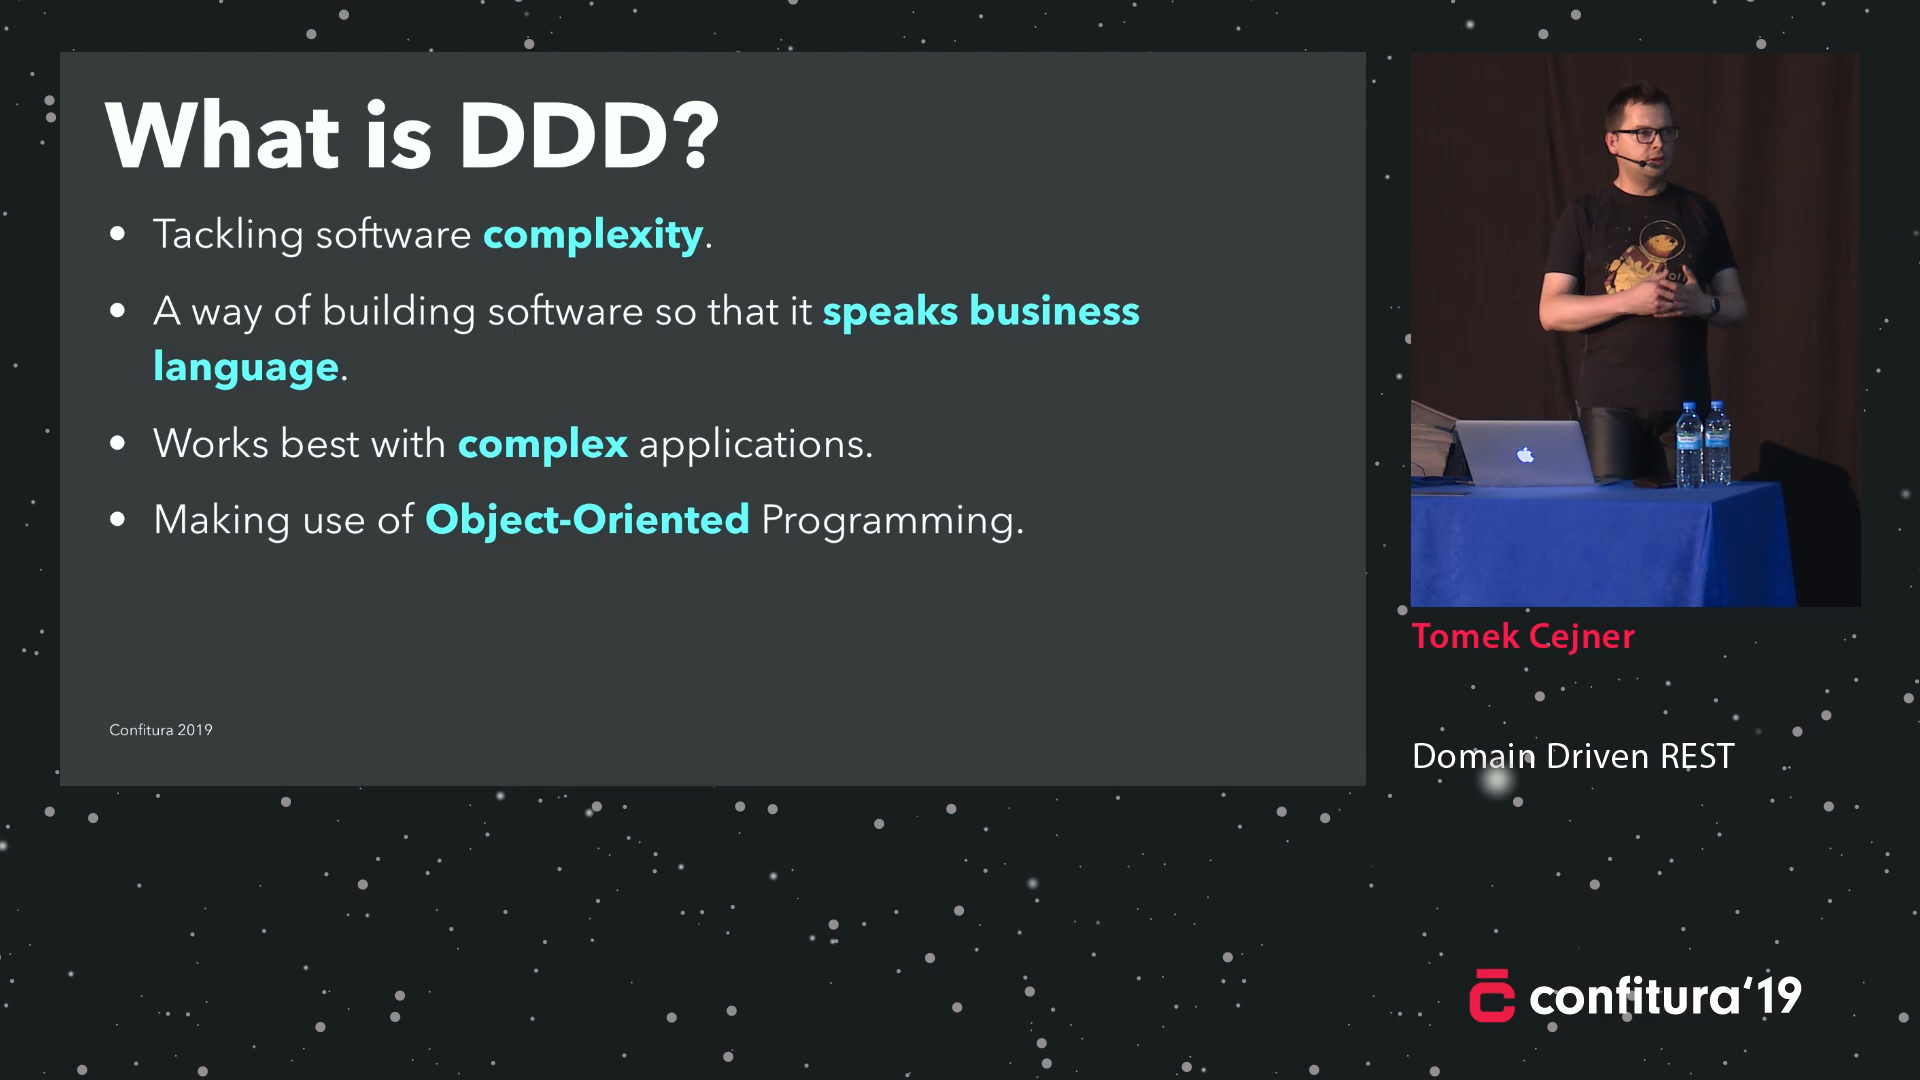 What is DDD?
• Tackling software complexity.
• A way of building software so that it speaks business
language.
• Works best with complex applications.
• Making use of Object-Oriented Programming.
Confitura 2019
Tomek Cejner
Domain Driven REST
confitura‘19